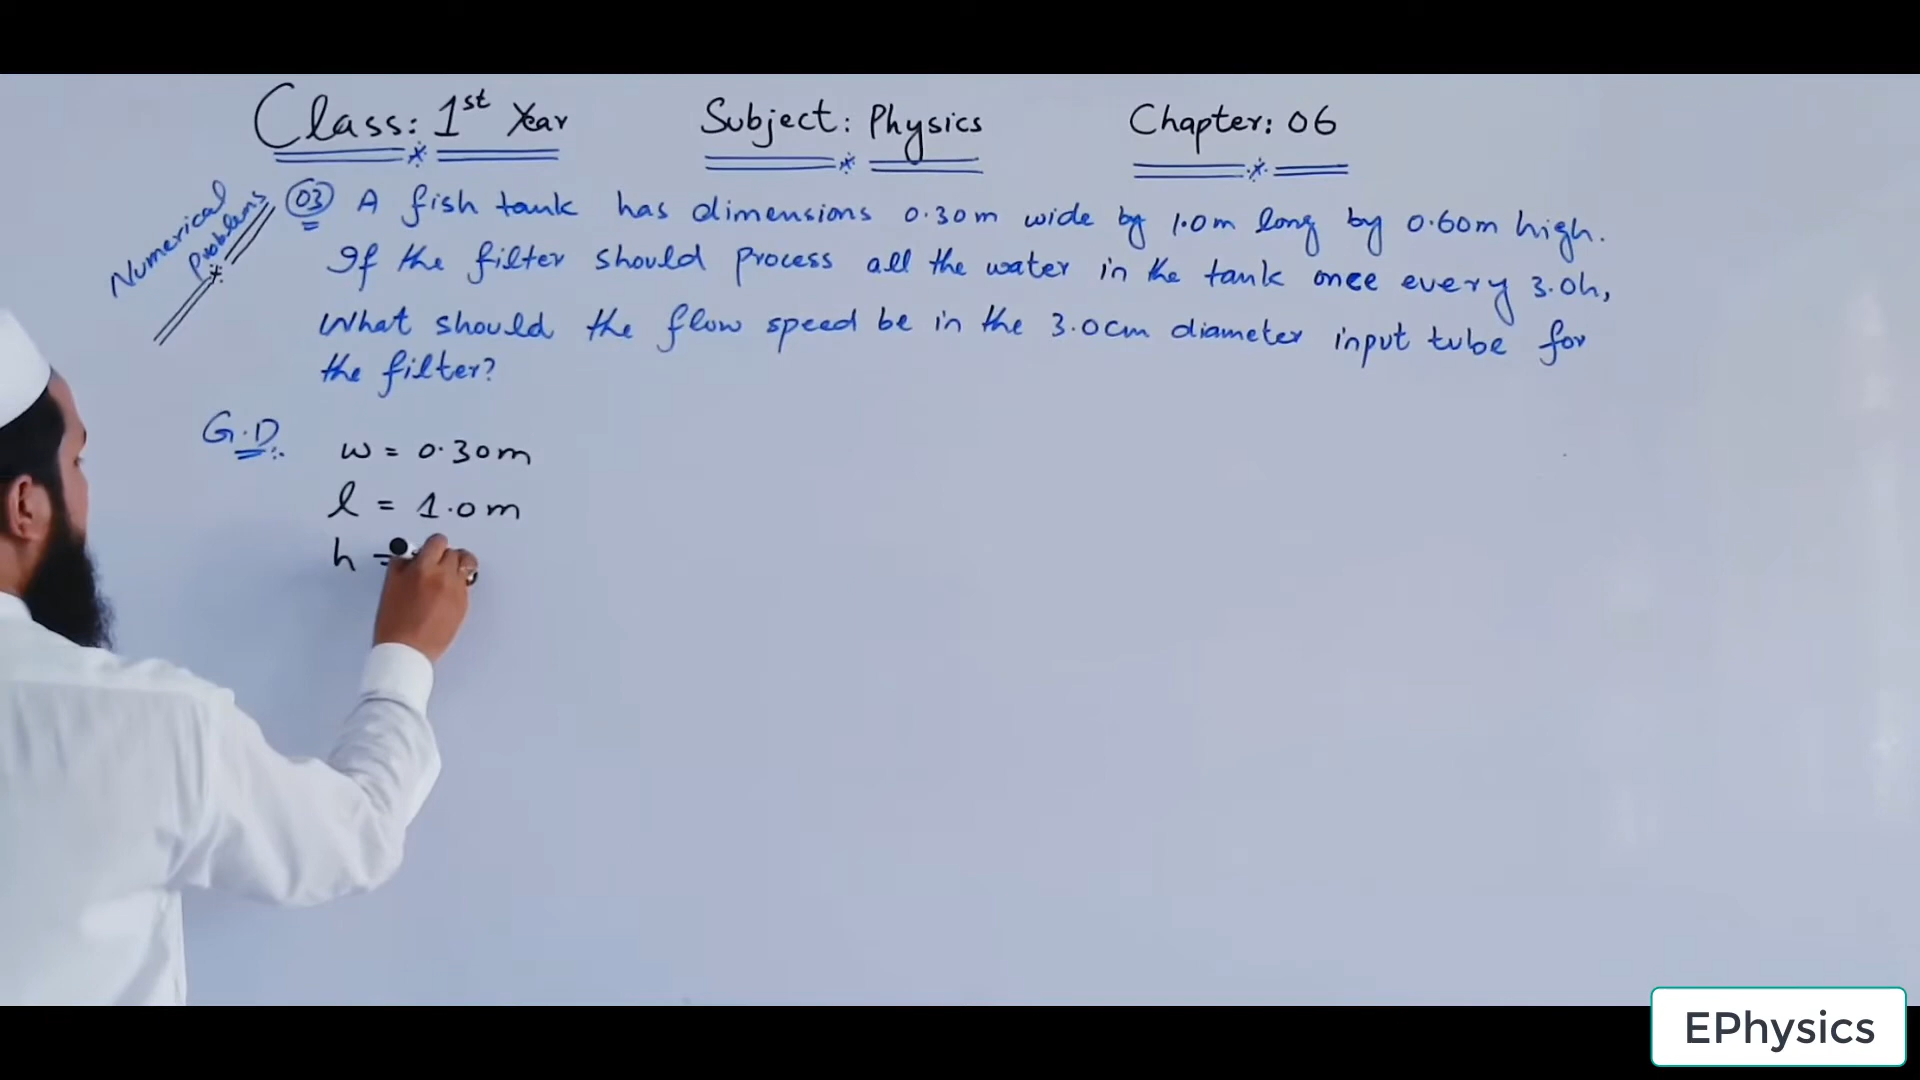 Class: 1st Year Subject: Physics Chapter: 06
Numerical Problems
03 A fish tank has dimensions 0.30m wide by 1.0m long by 0.60m high.
If the filter should process all the water in the tank once every 3.0h,
What should the flow speed be in the 3.0cm diameter input tube for
the filter?
G.D
w = 0.30m
l = 1.0m
h =
EPhysics